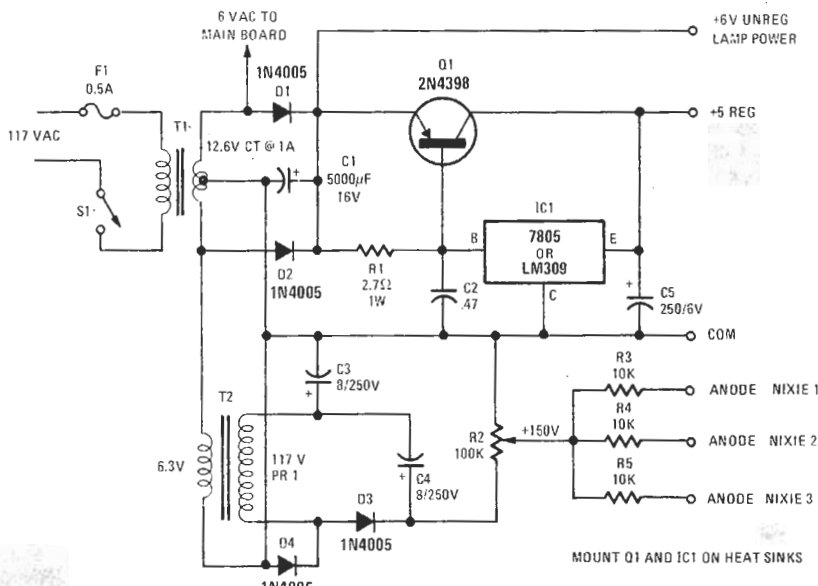 6 VAC TO
MAIN BOARD
+6V UNREG
LAMP POWER
F1
0.5A
1N4005
D1
Q1
2N4398
+5 REG
117 VAC
T1
12.6V CT @ 1A
C1
5000µF
16V
+
S1
IC1
B
7805
OR
LM309
E
C
D2
1N4005
R1
2.7Ω
1W
C2
.47
+
C5
250/6V
COM
C3
8/250V
+
R3
10K
ANODE NIXIE 1
T2
R2
100K
+150V
R4
10K
ANODE NIXIE 2
6.3V
117 V
PRI
+
C4
8/250V
R5
10K
ANODE NIXIE 3
D3
1N4005
D4
1N4005
MOUNT Q1 AND IC1 ON HEAT SINKS